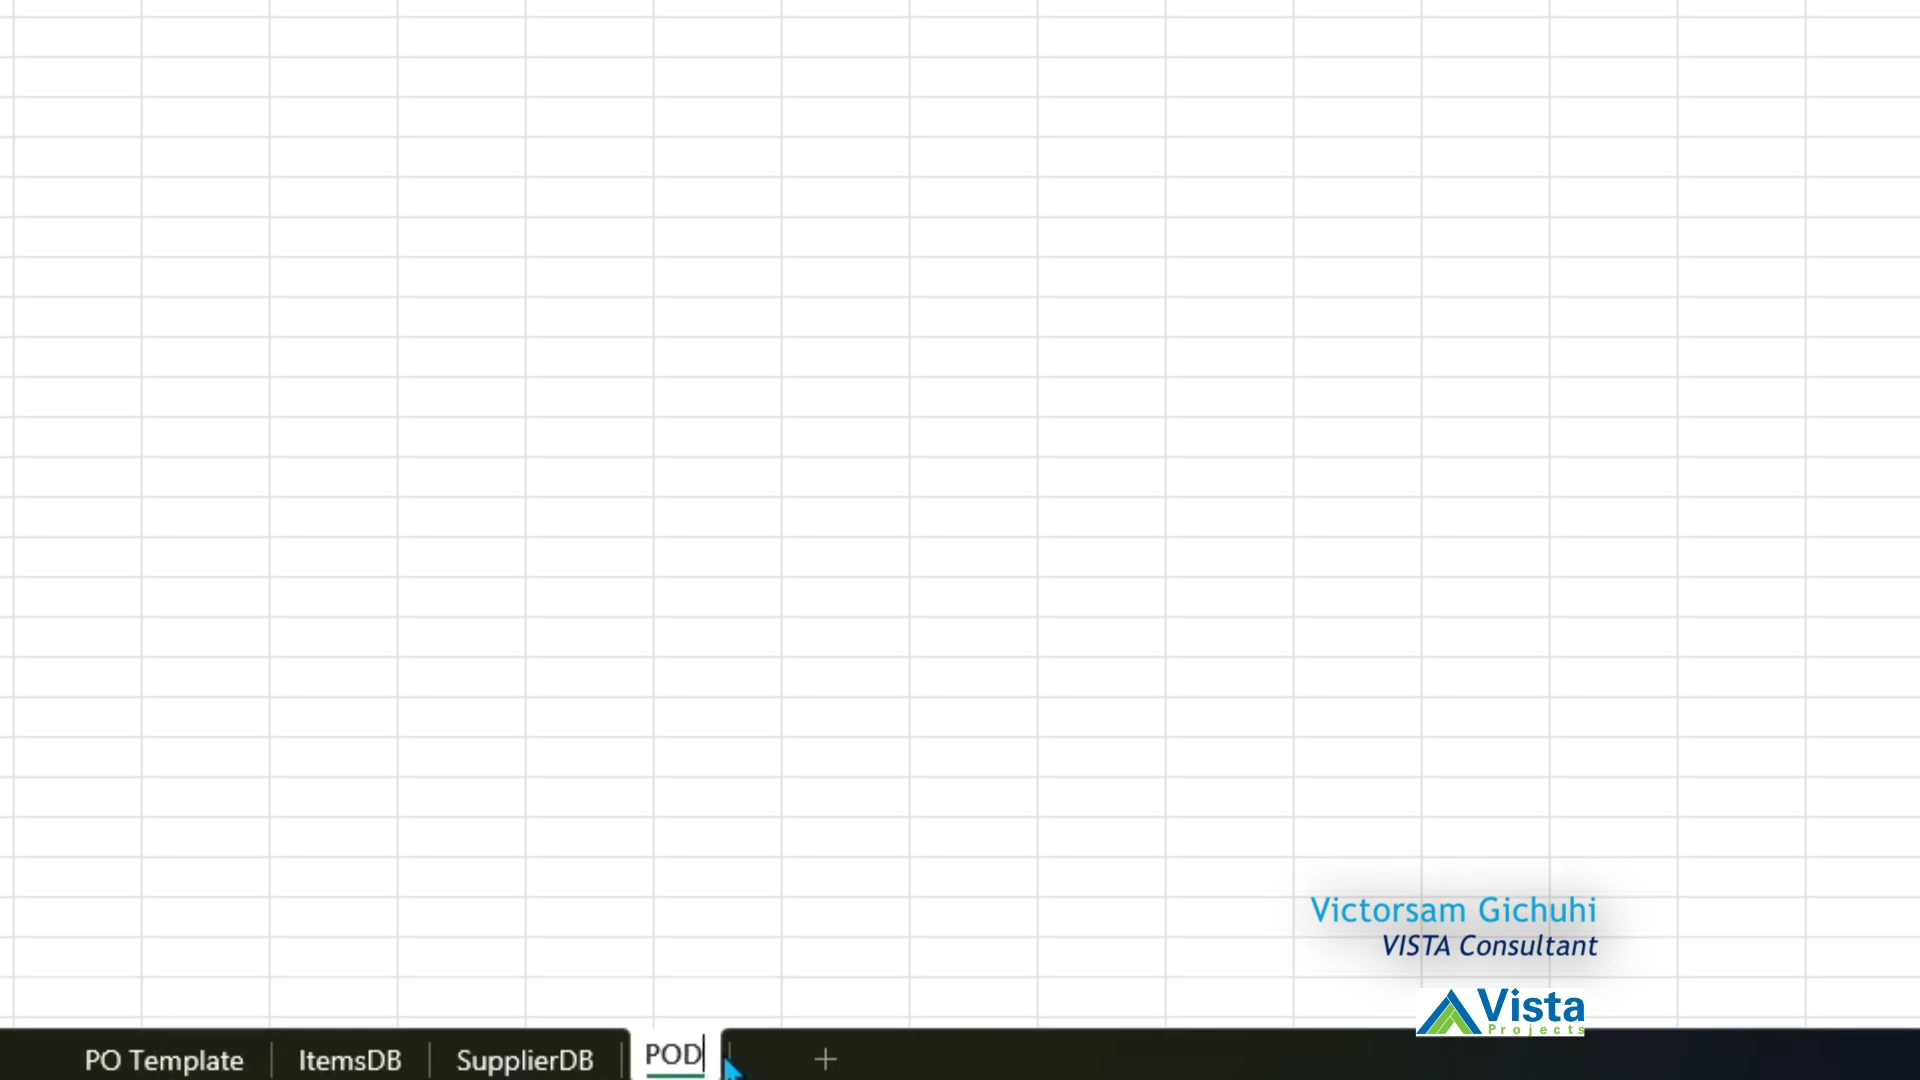 Victorsam Gichuhi
VISTA Consultant
Vista
Projects
PO Template
ItemsDB
SupplierDB
POD